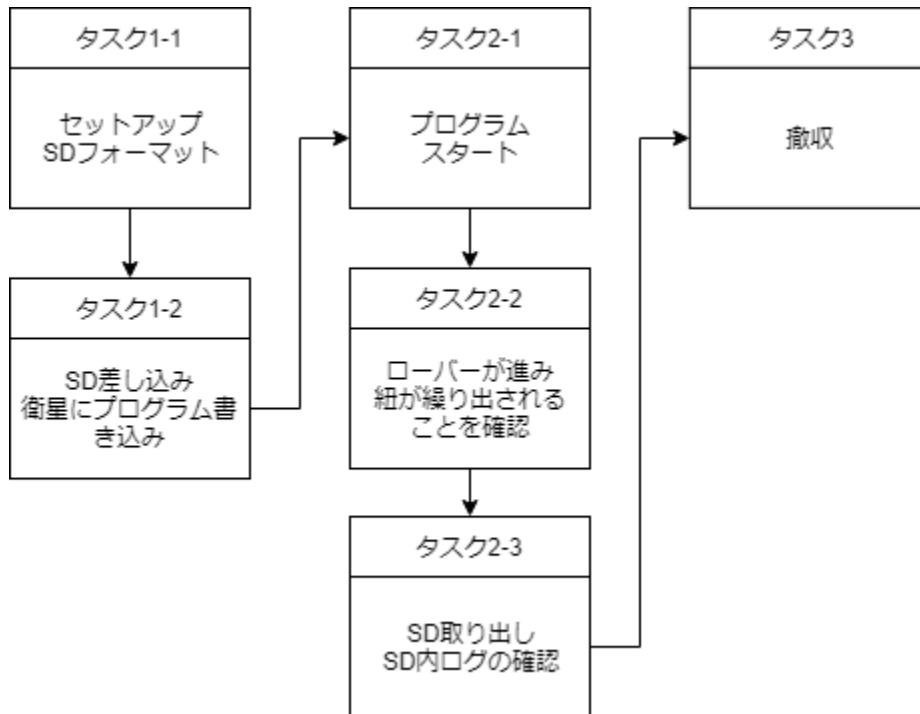 タスク1-1
セットアップ
SDフォーマット
タスク1-2
SD差し込み
衛星にプログラム書
き込み
タスク2-1
プログラム
スタート
タスク2-2
ローバーが進み
紐が繰り出される
ことを確認
タスク2-3
SD取り出し
SD内ログの確認
タスク3
撤収